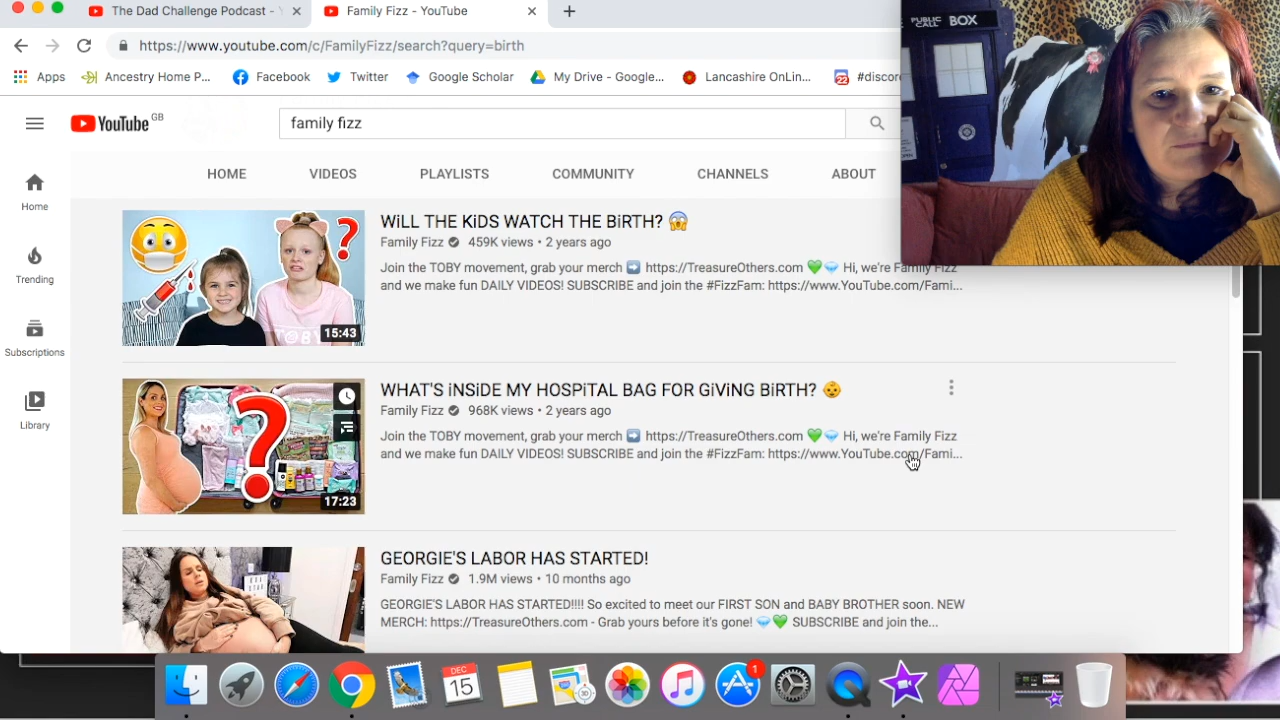 The Dad Challenge Podcast -
Family Fizz - YouTube
https://www.youtube.com/c/FamilyFizz/search?query=birth
Apps
Ancestry Home P...
Facebook
Twitter
Google Scholar
My Drive - Google...
Lancashire OnLin...
22
#discor
PUBLIC CALL BOX
YouTube GB
family fizz
HOME VIDEOS PLAYLISTS COMMUNITY CHANNELS ABOUT
Home
Trending
Subscriptions
Library
?
15:43
WiLL THE KiDS WATCH THE BiRTH? 😱
Family Fizz 459K views • 2 years ago
Join the TOBY movement, grab your merch ➡️ https://TreasureOthers.com 💚🌧️ Hi, we're Family Fizz
and we make fun DAILY VIDEOS! SUBSCRIBE and join the #FizzFam: https://www.YouTube.com/Fami...
?
17:23
WHAT'S iNSiDE MY HOSPiTAL BAG FOR GiViNG BiRTH? 👶
Family Fizz 968K views • 2 years ago
Join the TOBY movement, grab your merch ➡️ https://TreasureOthers.com 💚🌧️ Hi, we're Family Fizz
and we make fun DAILY VIDEOS! SUBSCRIBE and join the #FizzFam: https://www.YouTube.com/Fami...
GEORGIE'S LABOR HAS STARTED!
Family Fizz 1.9M views • 10 months ago
GEORGIE'S LABOR HAS STARTED!!!! So excited to meet our FIRST SON and BABY BROTHER soon. NEW
MERCH: https://TreasureOthers.com - Grab yours before it's gone! 🌧️💚 SUBSCRIBE and join the...
DEC
15
1